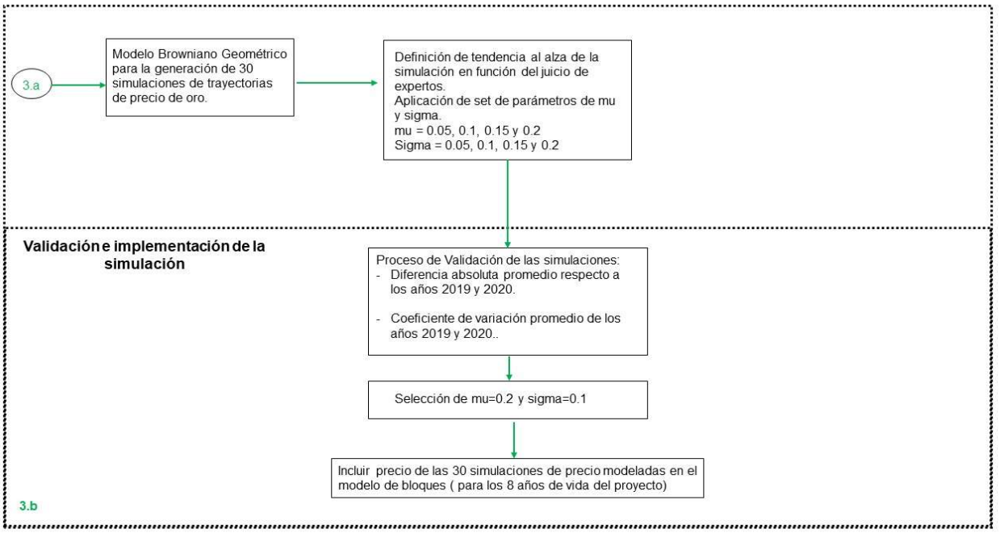 3.a
Modelo Browniano Geométrico
para la generación de 30
simulaciones de trayectorias
de precio de oro.
Definición de tendencia al alza de la
simulación en función del juicio de
expertos.
Aplicación de set de parámetros de mu
y sigma.
mu = 0.05, 0.1, 0.15 y 0.2
Sigma = 0.05, 0.1, 0.15 y 0.2
Validación e implementación de la
simulación
Proceso de Validación de las simulaciones:
- Diferencia absoluta promedio respecto a
los años 2019 y 2020.
- Coeficiente de variación promedio de los
años 2019 y 2020..
Selección de mu=0.2 y sigma=0.1
Incluir precio de las 30 simulaciones de precio modeladas en el
modelo de bloques ( para los 8 años de vida del proyecto)
3.b